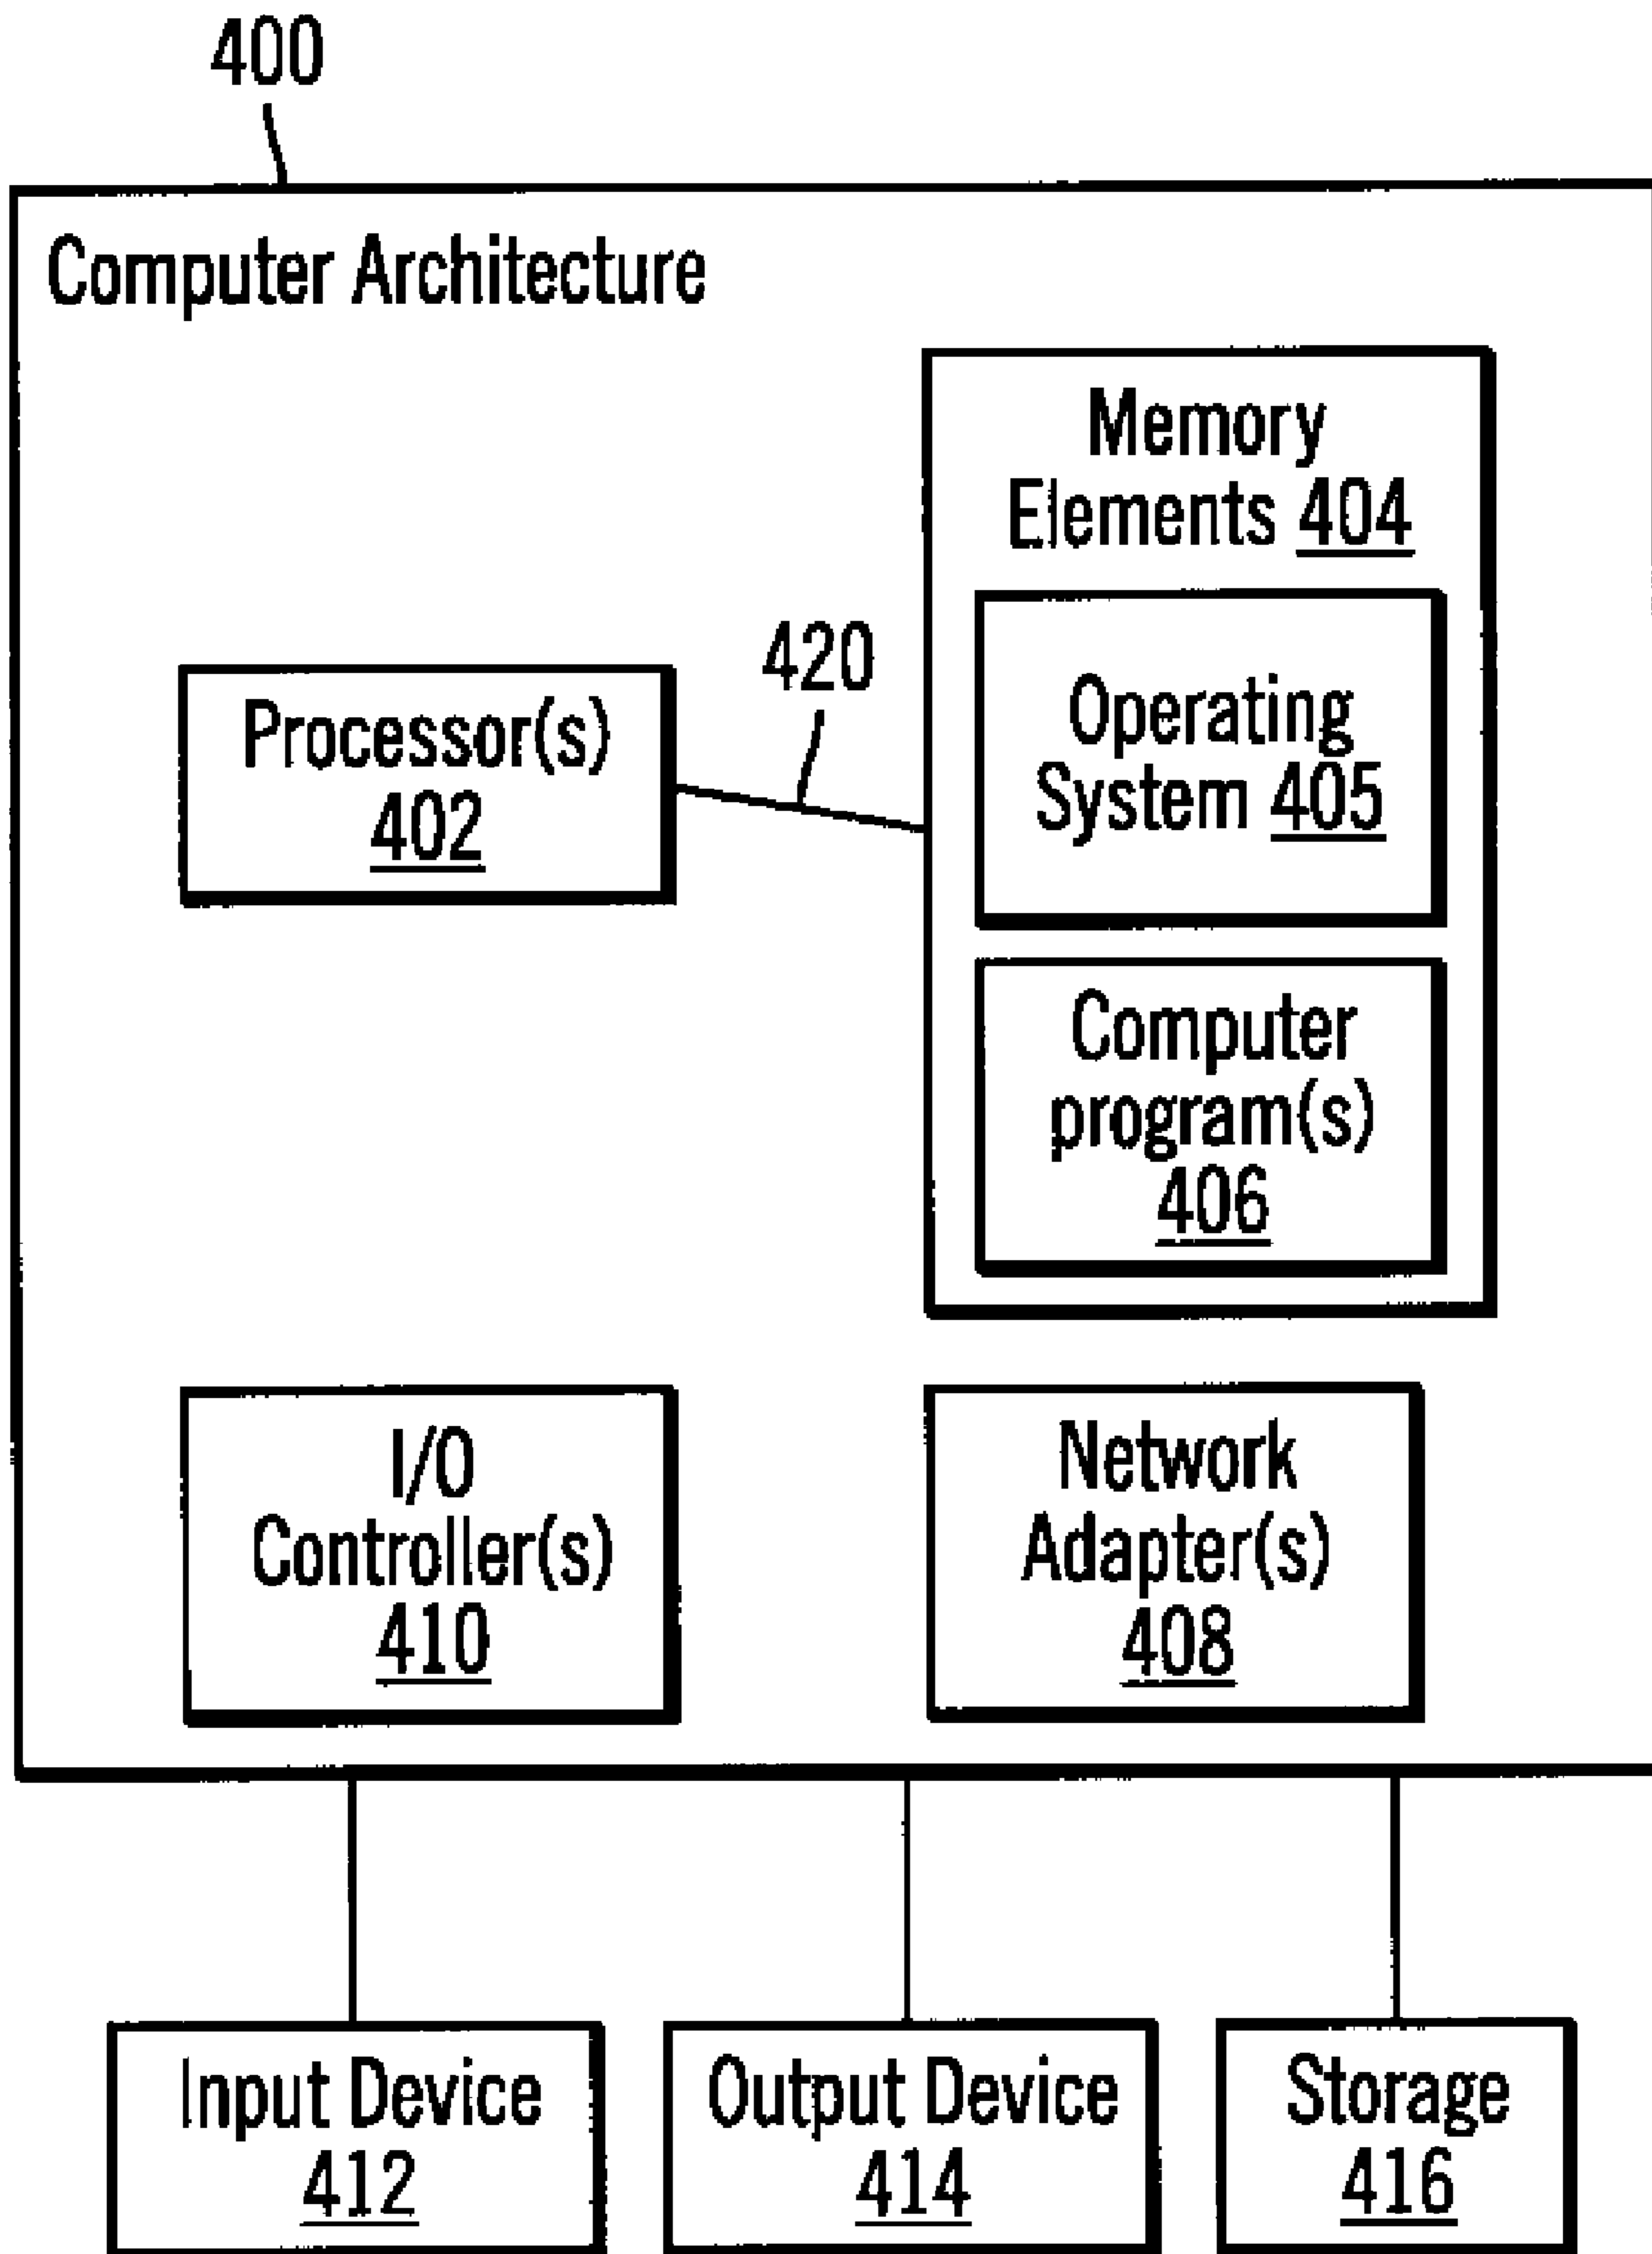 400
Computer Architecture
Memory
Elements 404
420
Processor(s)
402
Operating
System 405
Computer
program(s)
406
I/O
Controller(s)
410
Network
Adapter(s)
408
Input Device
412
Output Device
414
Storage
416